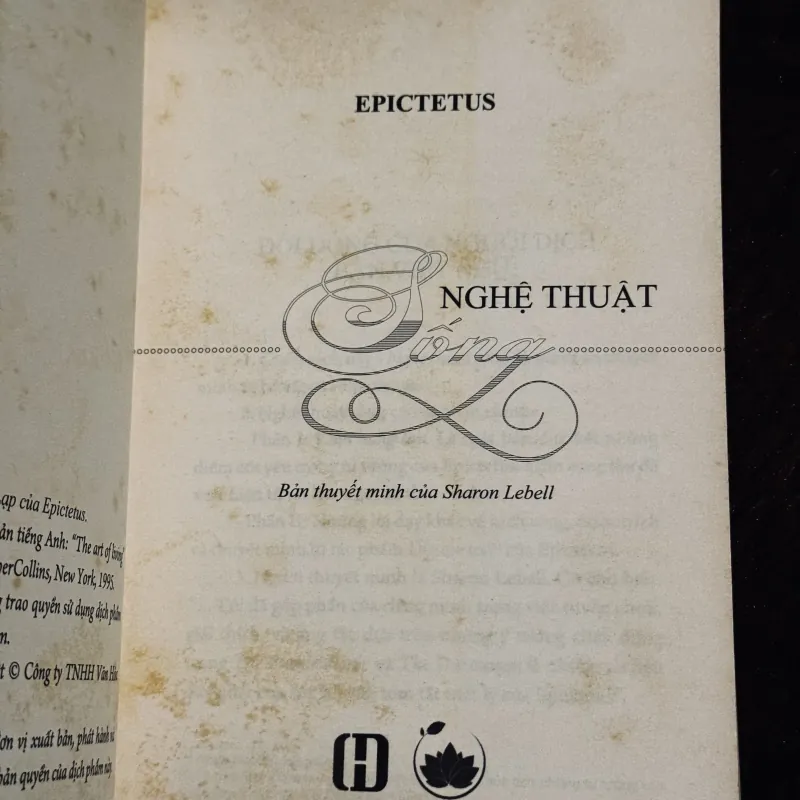 ạp của Epictetus.
ản tiếng Anh: "The art of living"
perCollins, New York, 1995.
g trao quyền sử dụng dịch phẩm
n.
t © Công ty TNHH Văn
ơn vị xuất bản, phát hành
bản quyền của dịch phẩm này.
EPICTETUS
NGHỆ THUẬT
Sống
Bản thuyết minh của Sharon Lebell
HD